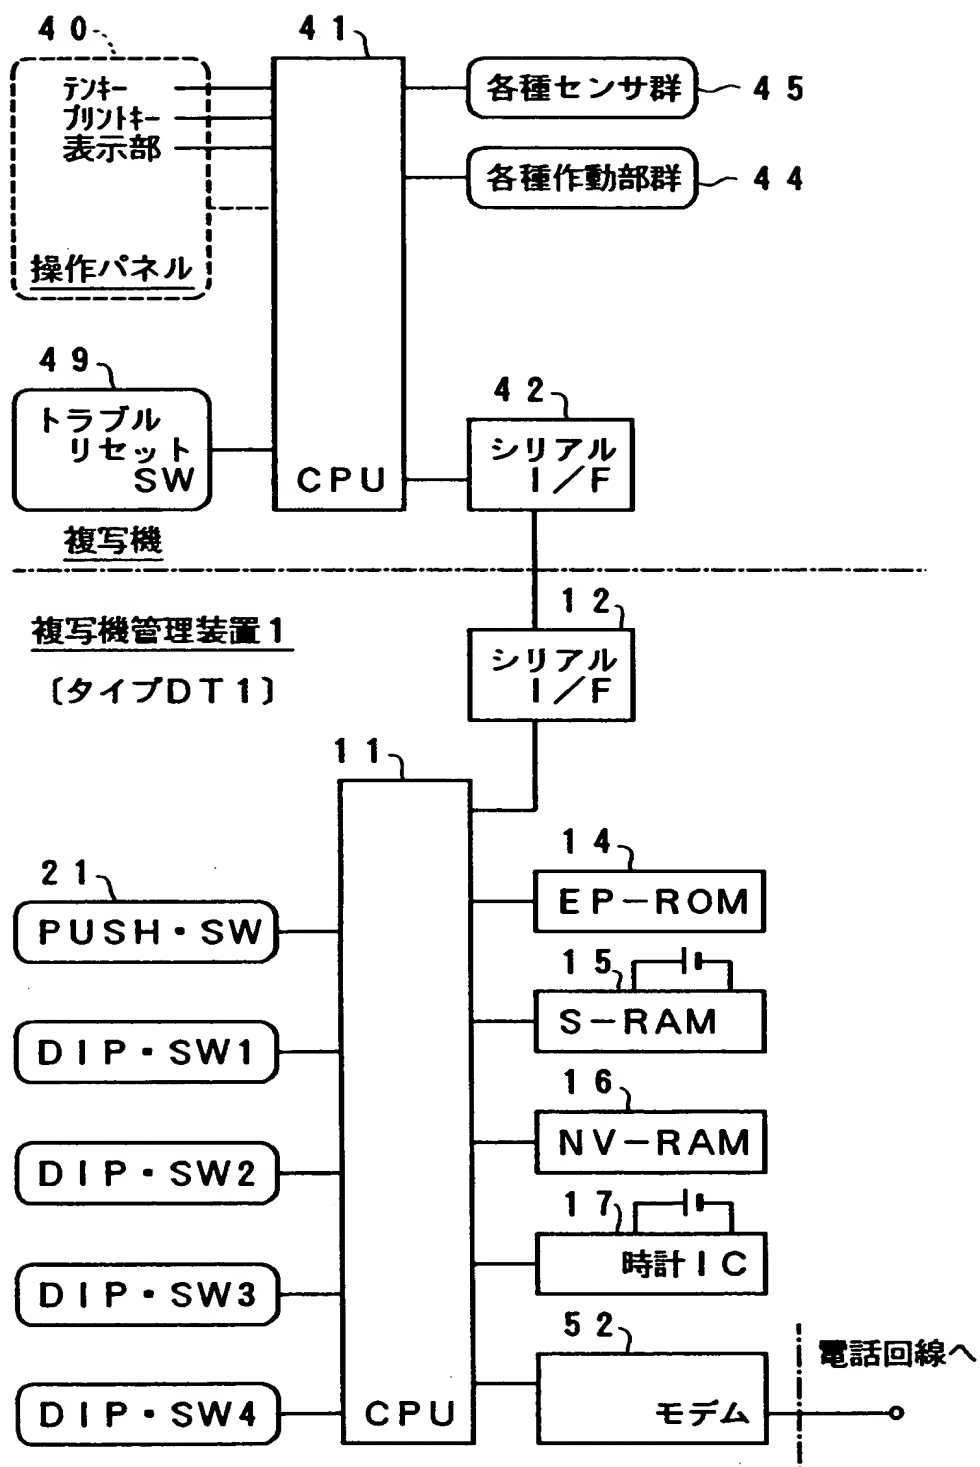 40
41
テンキー
プリントキー
表示部
操作パネル
各種センサ群
45
各種作動部群
44
49
トラブル
リセット
SW
CPU
42
シリアル
I/F
複写機
12
複写機管理装置1
〔タイプDT1〕
シリアル
I/F
11
14
EP-ROM
21
PUSH・SW
15
S-RAM
DIP・SW1
16
NV-RAM
DIP・SW2
17
時計IC
DIP・SW3
52
モデム
電話回線へ
DIP・SW4
CPU